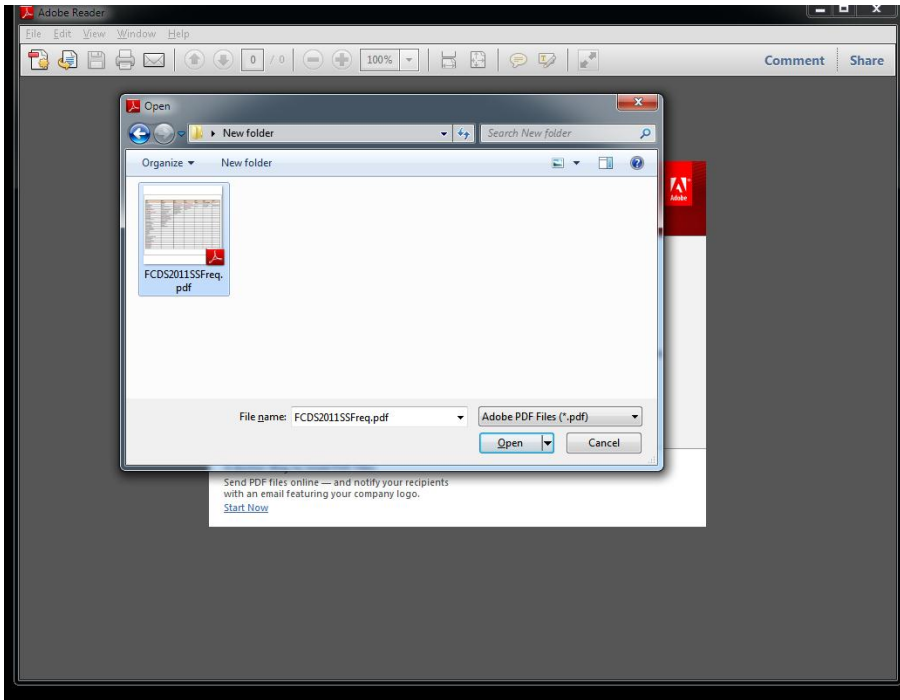 Adobe Reader
File Edit View Window Help
0 / 0 100% Comment Share
Open
New folder Search New folder
Organize New folder
Adobe
FCDS2011SSFreq.
pdf
File name: FCDS2011SSFreq.pdf Adobe PDF Files (*.pdf)
Open Cancel
Send PDF files online — and notify your recipients
with an email featuring your company logo.
Start Now